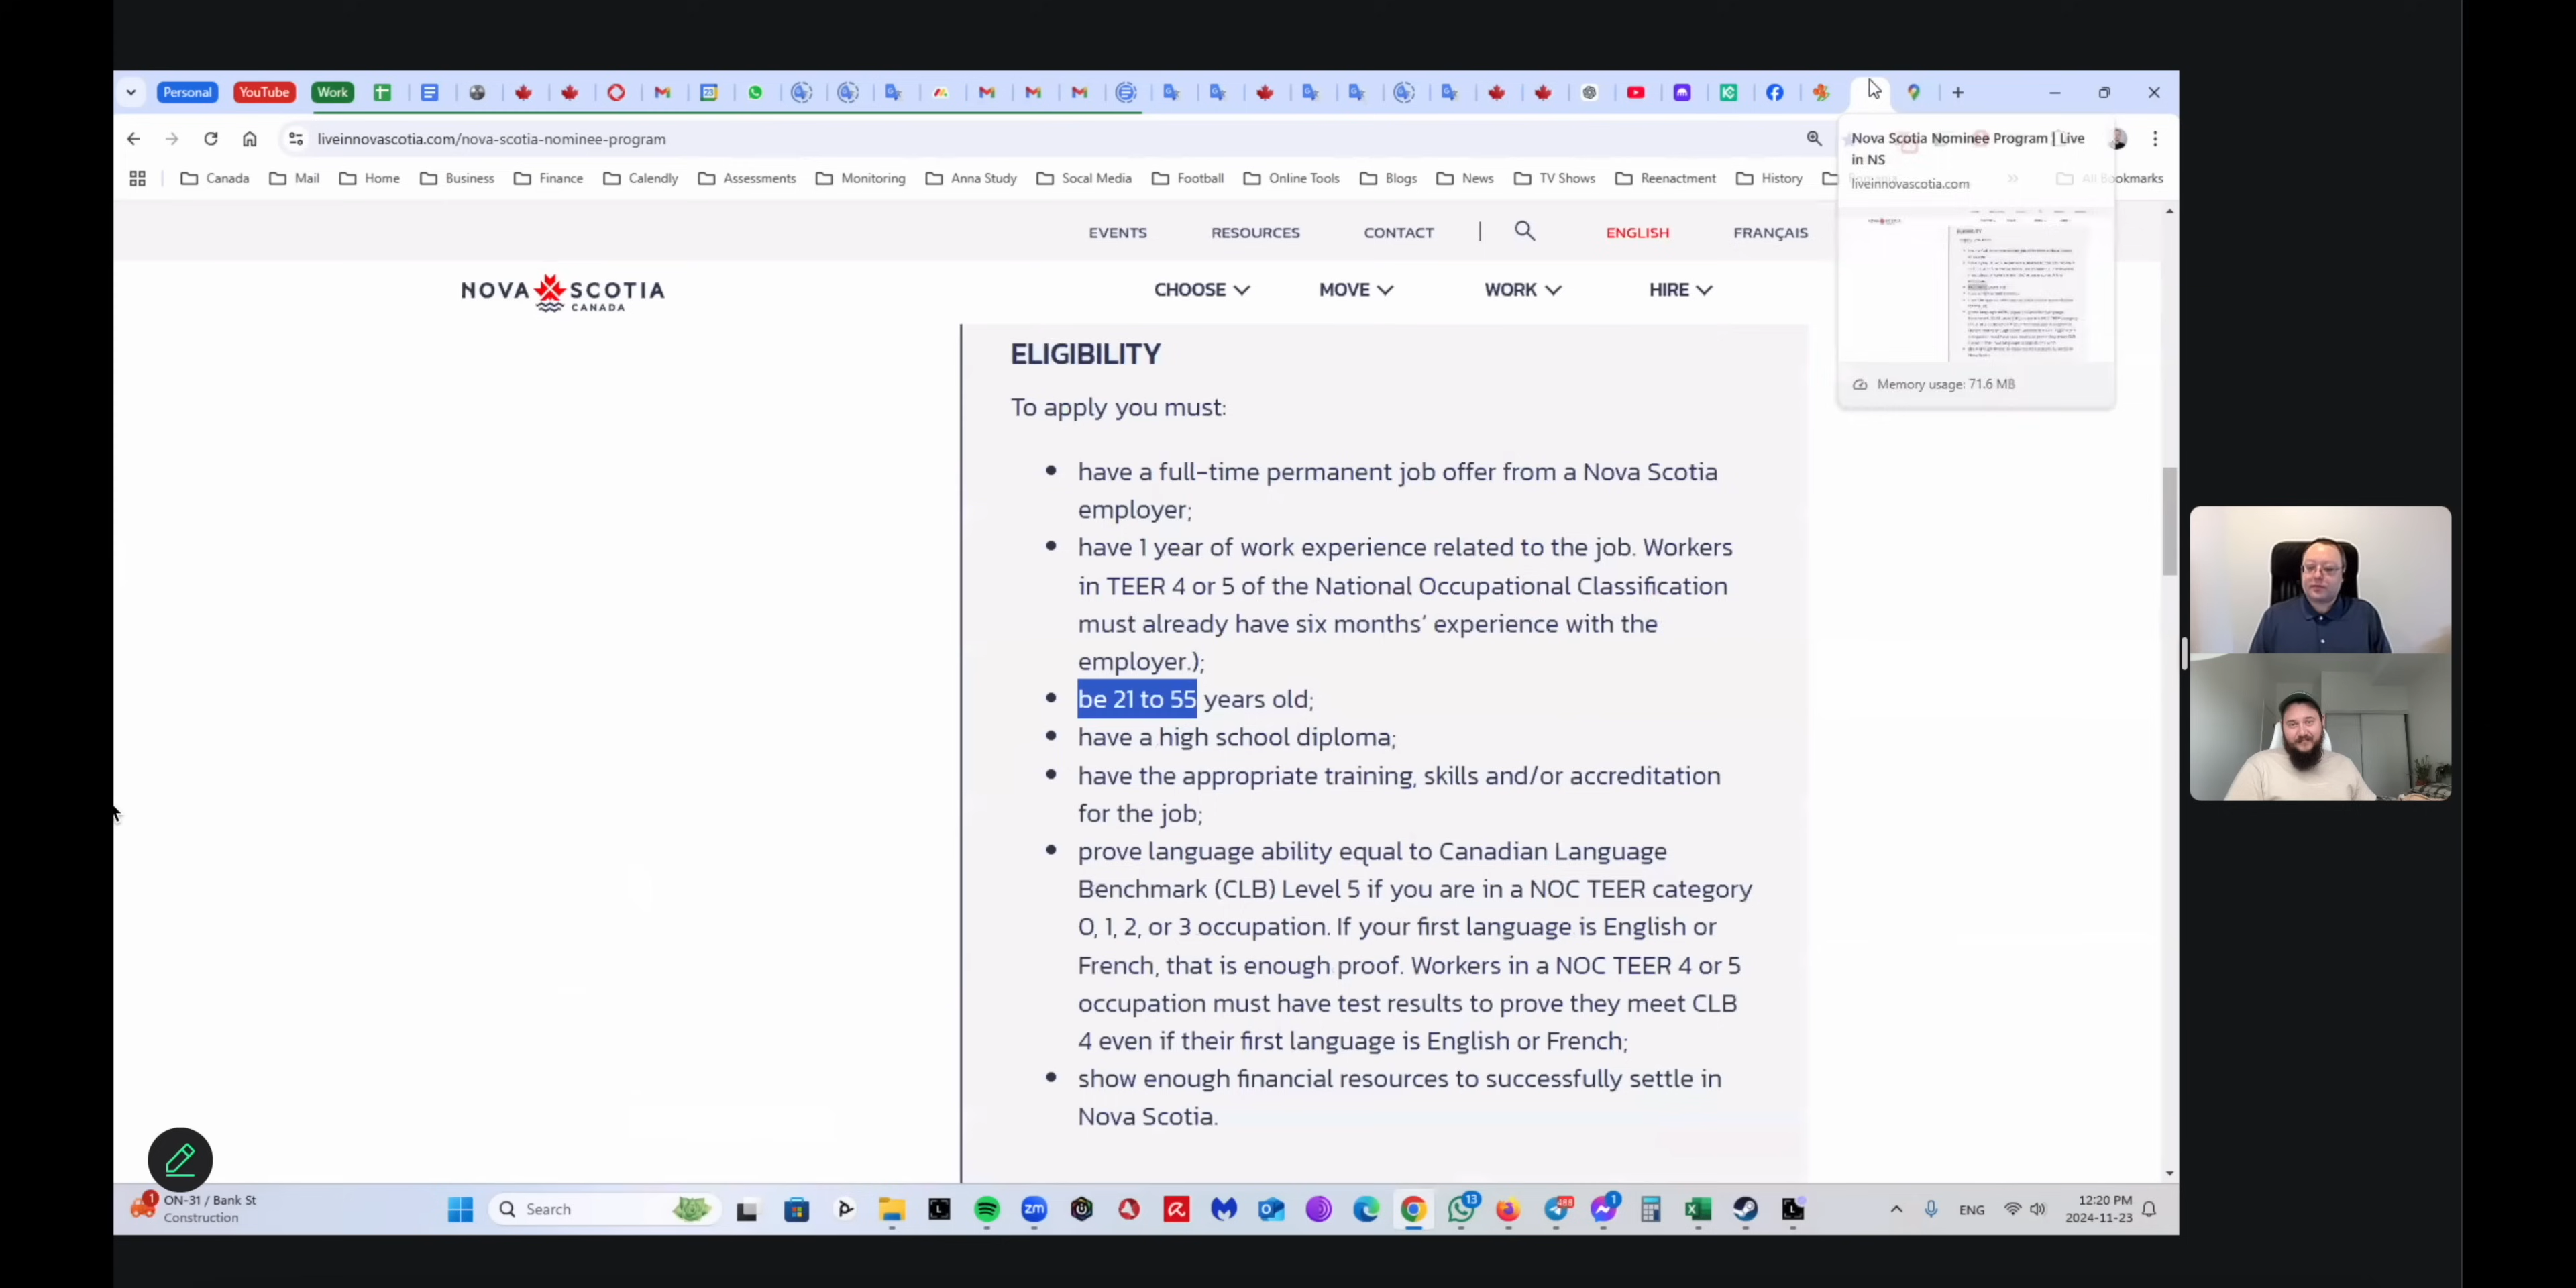 Personal
YouTube
Work
liveinnovascotia.com/nova-scotia-nominee-program
Nova Scotia Nominee Program | Live
in NS
liveinnovascotia.com
Memory usage: 71.6 MB
Canada
Mail
Home
Business
Finance
Calendly
Assessments
Monitoring
Anna Study
Socal Media
Football
Online Tools
Blogs
News
TV Shows
Reenactment
History
All Bookmarks
EVENTS
RESOURCES
CONTACT
ENGLISH
FRANÇAIS
NOVA SCOTIA
CANADA
CHOOSE
MOVE
WORK
HIRE
ELIGIBILITY
To apply you must:
• have a full-time permanent job offer from a Nova Scotia
employer;
• have 1 year of work experience related to the job. Workers
in TEER 4 or 5 of the National Occupational Classification
must already have six months’ experience with the
employer.);
• be 21 to 55 years old;
• have a high school diploma;
• have the appropriate training, skills and/or accreditation
for the job;
• prove language ability equal to Canadian Language
Benchmark (CLB) Level 5 if you are in a NOC TEER category
0, 1, 2, or 3 occupation. If your first language is English or
French, that is enough proof. Workers in a NOC TEER 4 or 5
occupation must have test results to prove they meet CLB
4 even if their first language is English or French;
• show enough financial resources to successfully settle in
Nova Scotia.
1
ON-31 / Bank St
Construction
Search
zm
13
488
1
ENG
12:20 PM
2024-11-23